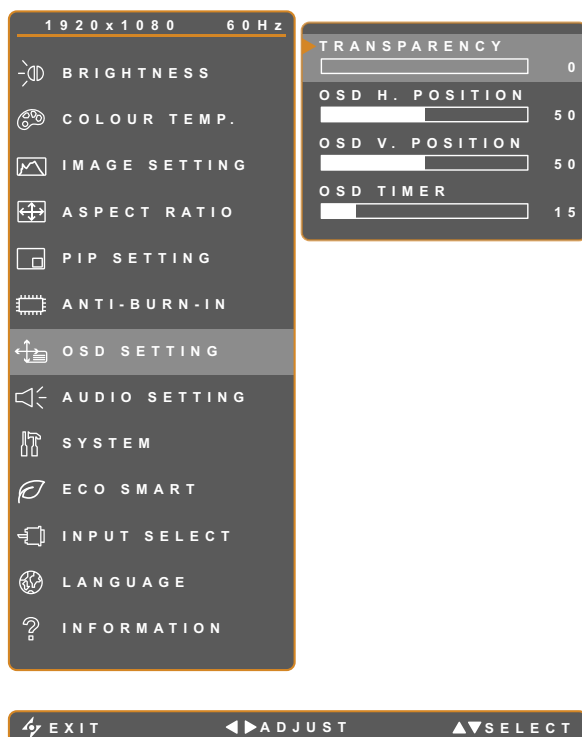 1920x1080 60Hz
BRIGHTNESS
COLOUR TEMP.
IMAGE SETTING
ASPECT RATIO
PIP SETTING
ANTI-BURN-IN
OSD SETTING
AUDIO SETTING
SYSTEM
ECO SMART
INPUT SELECT
LANGUAGE
INFORMATION
TRANSPARENCY
0
OSD H. POSITION
50
OSD V. POSITION
50
OSD TIMER
15
EXIT ADJUST SELECT